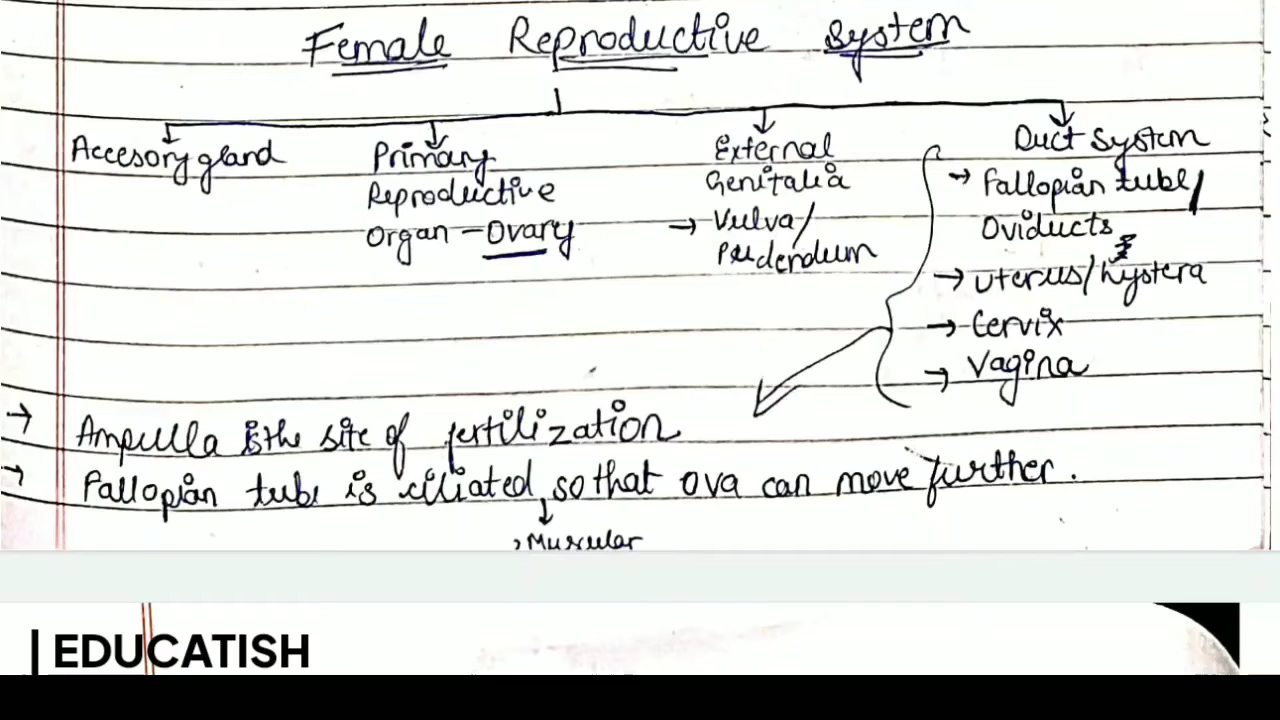 Female Reproductive System
Accesory gland
Primary
Reproductive
Organ - Ovary
External
Genitalia
→ Vulva/
Pudendum
Duct System
→ Fallopian tube/
Oviducts
→ Uterus/hystera
→ Cervix
→ Vagina
→ Ampulla is the site of fertilization
→ Fallopian tube is ciliated, so that ova can move further.
Muscular
| EDUCATISH